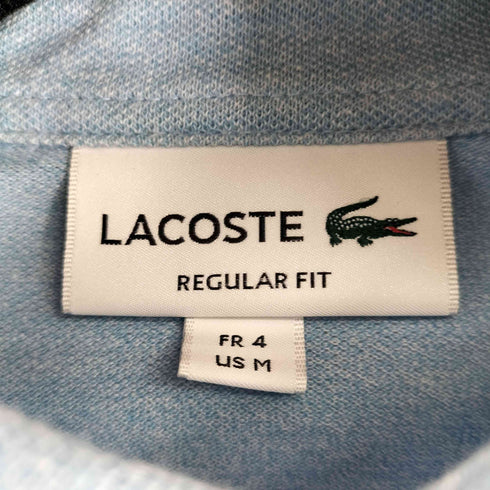 LACOSTE
REGULAR FIT
FR 4
US M